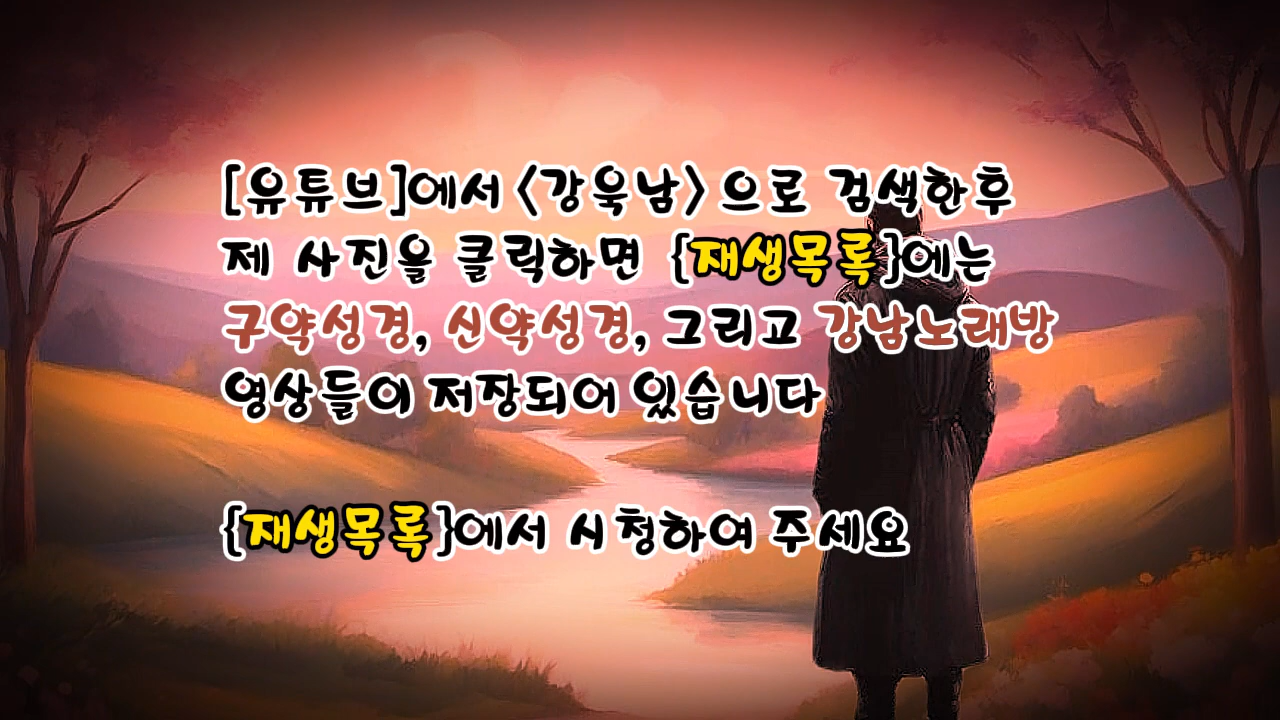 [유튜브]에서 <강욱남> 으로 검색한후
제 사진을 클릭하면 {재생목록}에는
구약성경, 신약성경, 그리고 강남노래방
영상들이 저장되어 있습니다
{재생목록}에서 시청하여 주세요